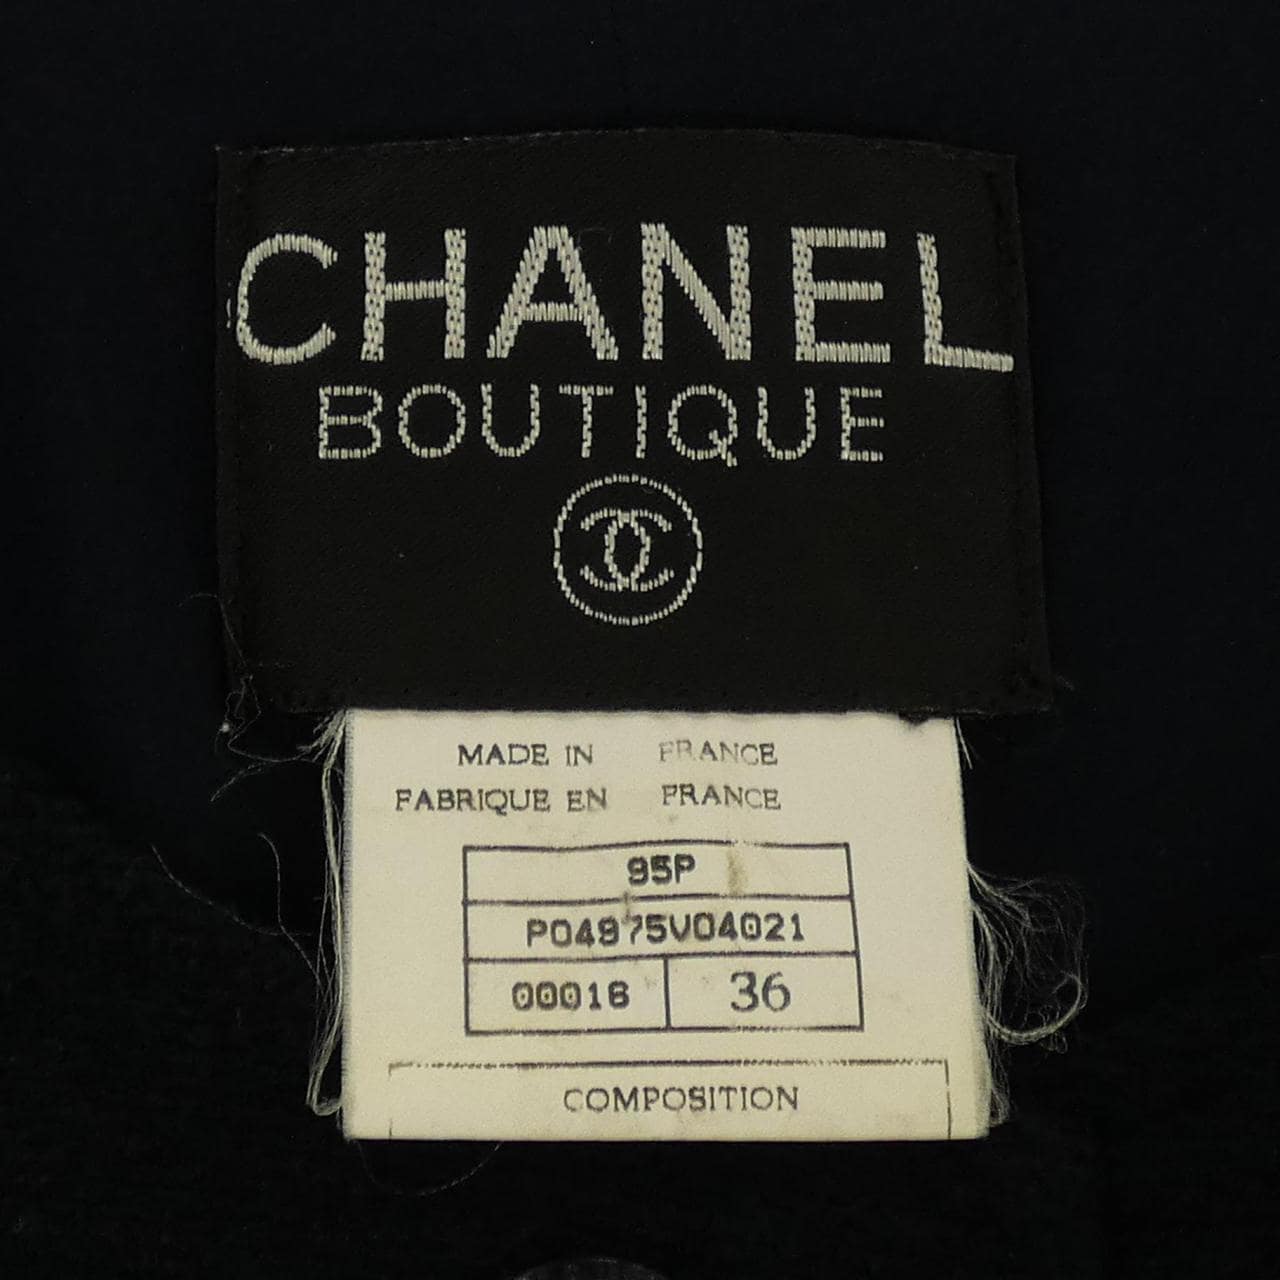 CHANEL
BOUTIQUE
MADE IN FRANCE
FABRIQUE EN FRANCE
95P
P04975V04021
00016 36
COMPOSITION